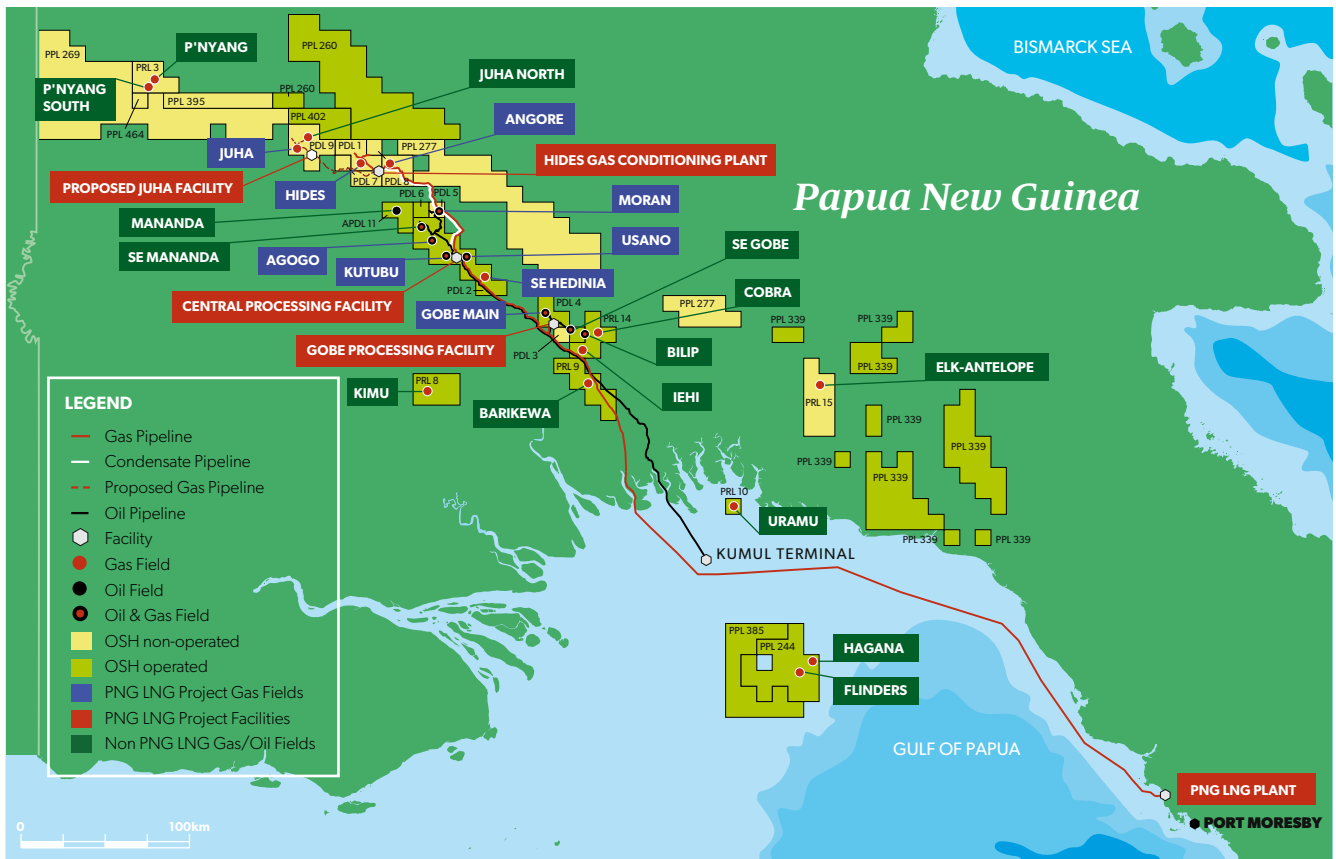 BISMARCK SEA
PPL 269
P'NYANG
PPL 260
PRL 3
P'NYANG
SOUTH
JUHA NORTH
PPL 260
PPL 395
PPL 464
PPL 402
ANGORE
JUHA
PDL 9
PDL 1
PPL 277
HIDES GAS CONDITIONING PLANT
PROPOSED JUHA FACILITY
PDL 7
PDL 8
HIDES
PDL 6
PDL 5
MORAN
Papua New Guinea
MANANDA
APDL 11
USANO
SE GOBE
SE MANANDA
AGOGO
KUTUBU
SE HEDINIA
COBRA
PDL 2
CENTRAL PROCESSING FACILITY
GOBE MAIN
PDL 4
PPL 277
PRL 14
PPL 339
PPL 339
GOBE PROCESSING FACILITY
PDL 3
BILIP
PPL 339
ELK-ANTELOPE
PRL 9
KIMU
PRL 8
IEHI
BARIKEWA
PRL 15
PPL 339
PPL 339
PPL 339
PPL 339
PRL 10
URAMU
PPL 339
PPL 339
KUMUL TERMINAL
LEGEND
Gas Pipeline
Condensate Pipeline
Proposed Gas Pipeline
Oil Pipeline
Facility
Gas Field
Oil Field
Oil & Gas Field
OSH non-operated
OSH operated
PNG LNG Project Gas Fields
PNG LNG Project Facilities
Non PNG LNG Gas/Oil Fields
PPL 385
PPL 244
HAGANA
FLINDERS
GULF OF PAPUA
PNG LNG PLANT
PORT MORESBY
0
100km